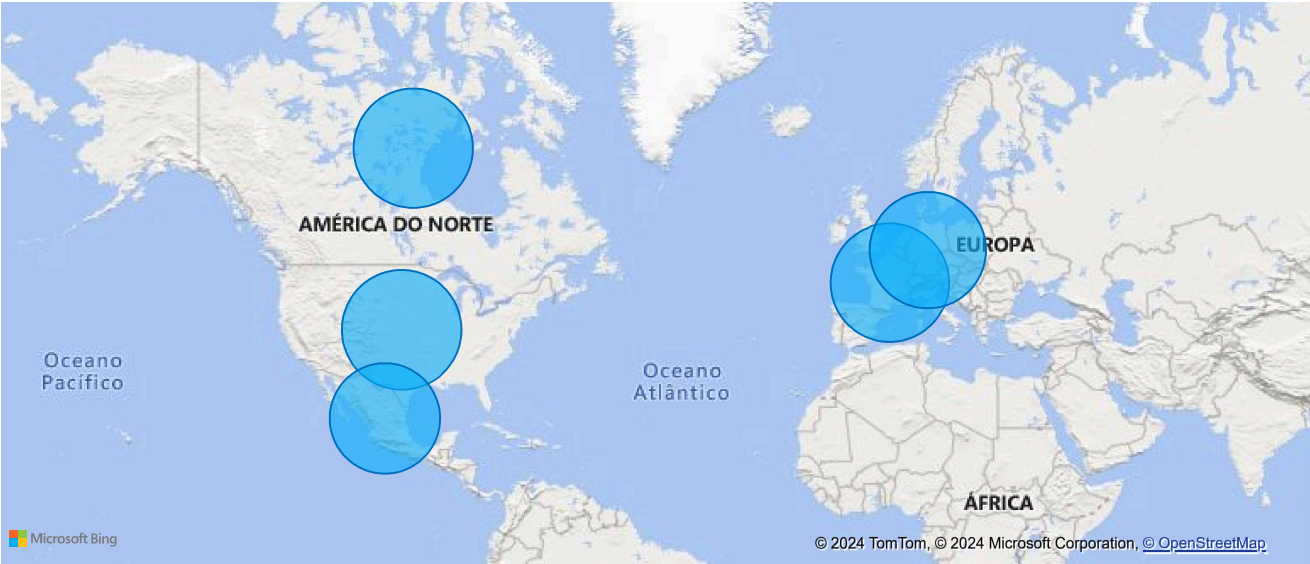 AMÉRICA DO NORTE
EUROPA
Oceano
Pacífico
Oceano
Atlântico
ÁFRICA
Microsoft Bing
© 2024 TomTom, © 2024 Microsoft Corporation, © OpenStreetMap